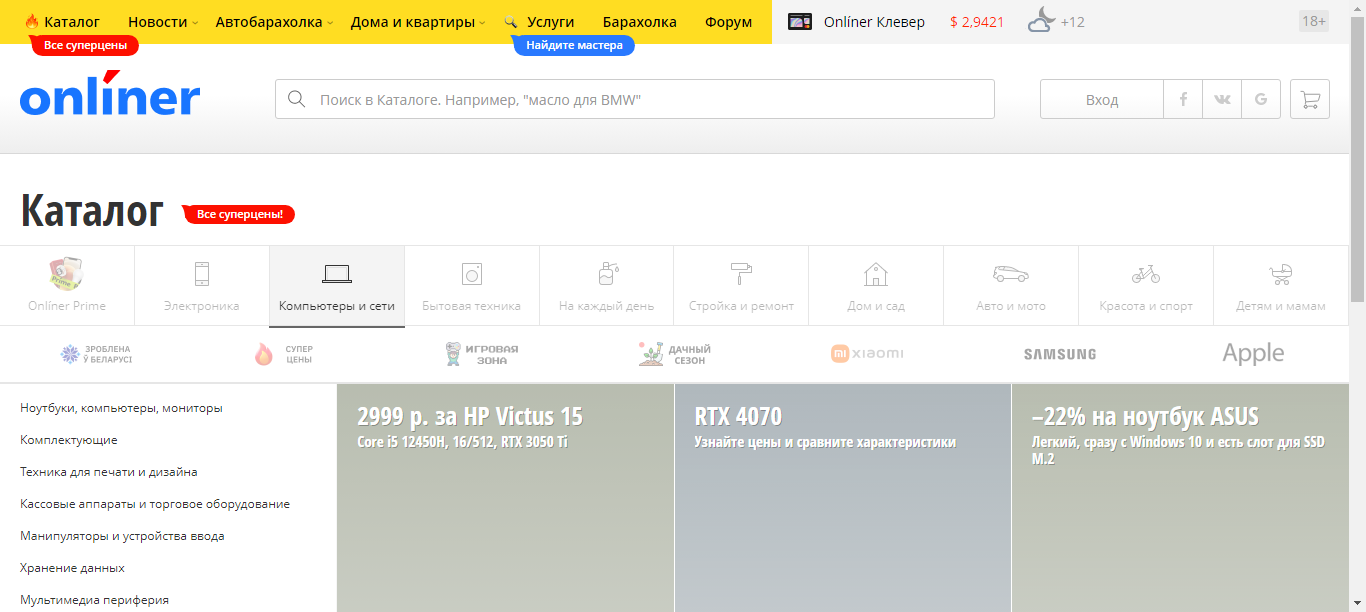 Каталог
Новости
Автобарахолка
Дома и квартиры
Услуги
Барахолка
Форум
Onlíner Клевер
$ 2,9421
+12
18+
Все суперцены
Найдите мастера
onlíner
Поиск в Каталоге. Например, "масло для BMW"
Вход
f
G
Каталог
Все суперцены!
Onlíner Prime
Электроника
Компьютеры и сети
Бытовая техника
На каждый день
Стройка и ремонт
Дом и сад
Авто и мото
Красота и спорт
Детям и мамам
ЗРОБЛЕНА
Ў БЕЛАРУСІ
СУПЕР
ЦЕНЫ
ИГРОВАЯ
ЗОНА
ДАЧНЫЙ
СЕЗОН
mi xiaomi
SAMSUNG
Apple
Ноутбуки, компьютеры, мониторы
Комплектующие
Техника для печати и дизайна
Кассовые аппараты и торговое оборудование
Манипуляторы и устройства ввода
Хранение данных
Мультимедиа периферия
2999 р. за HP Victus 15
Core i5 12450H, 16/512, RTX 3050 Ti
RTX 4070
Узнайте цены и сравните характеристики
–22% на ноутбук ASUS
Легкий, сразу с Windows 10 и есть слот для SSD
M.2